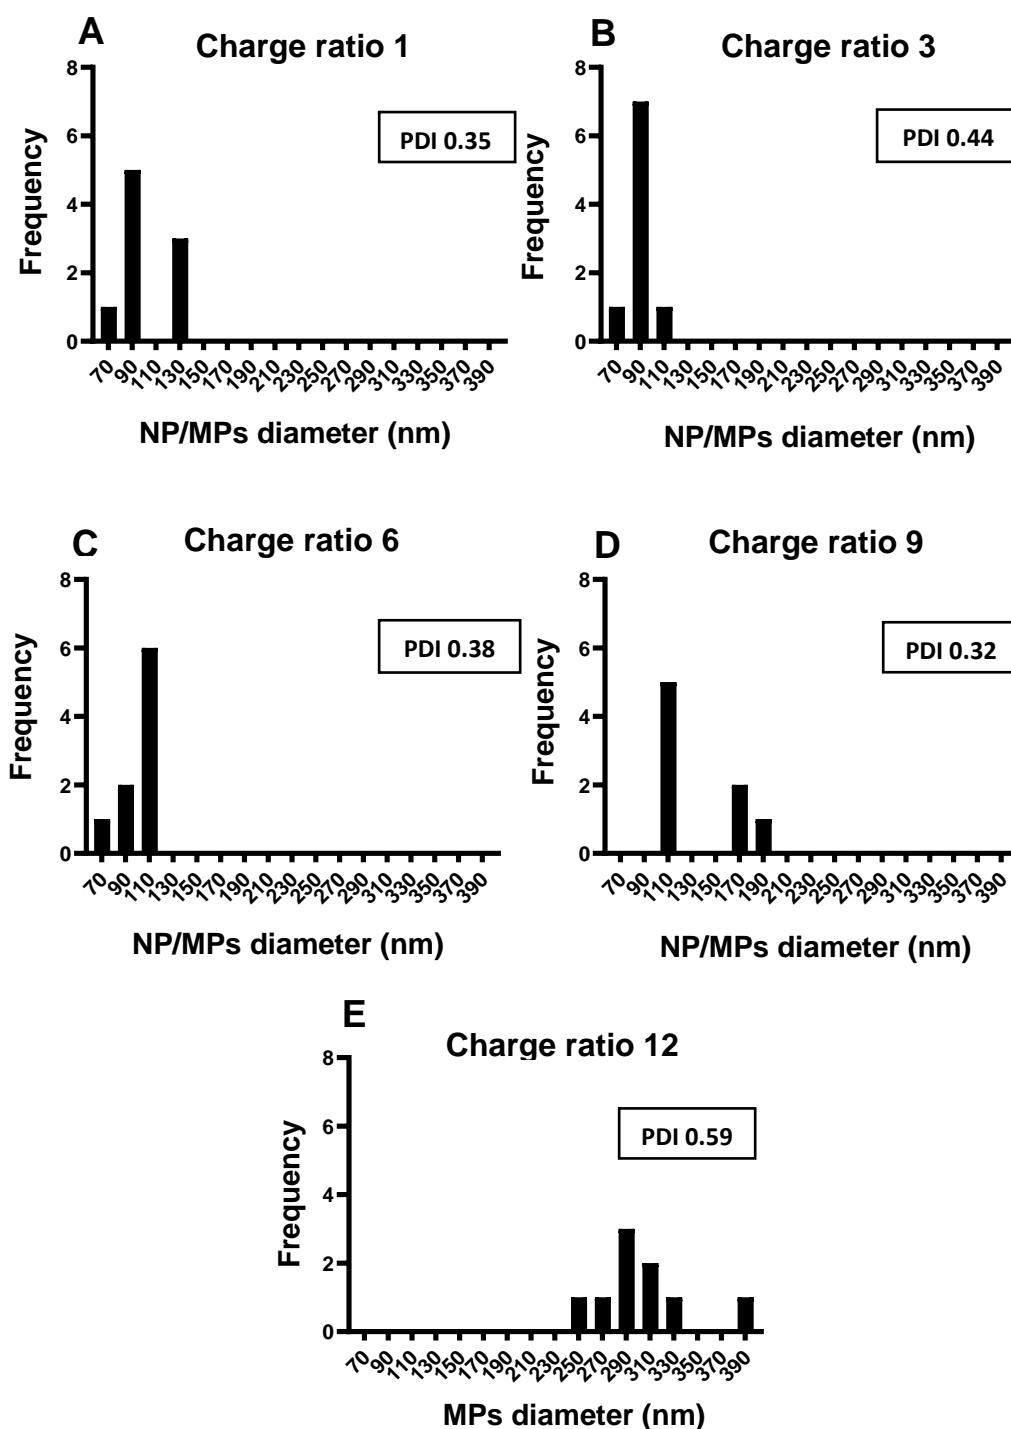 A
Charge ratio 1
PDI 0.35
Frequency
8
6
4
2
0
70 90 110 130 150 170 190 210 230 250 270 290 310 330 350 370 390
NP/MPs diameter (nm)
B
Charge ratio 3
PDI 0.44
Frequency
8
6
4
2
0
70 90 110 130 150 170 190 210 230 250 270 290 310 330 350 370 390
NP/MPs diameter (nm)
C
Charge ratio 6
PDI 0.38
Frequency
8
6
4
2
0
70 90 110 130 150 170 190 210 230 250 270 290 310 330 350 370 390
NP/MPs diameter (nm)
D
Charge ratio 9
PDI 0.32
Frequency
8
6
4
2
0
70 90 110 130 150 170 190 210 230 250 270 290 310 330 350 370 390
NP/MPs diameter (nm)
E
Charge ratio 12
PDI 0.59
Frequency
8
6
4
2
0
70 90 110 130 150 170 190 210 230 250 270 290 310 330 350 370 390
MPs diameter (nm)